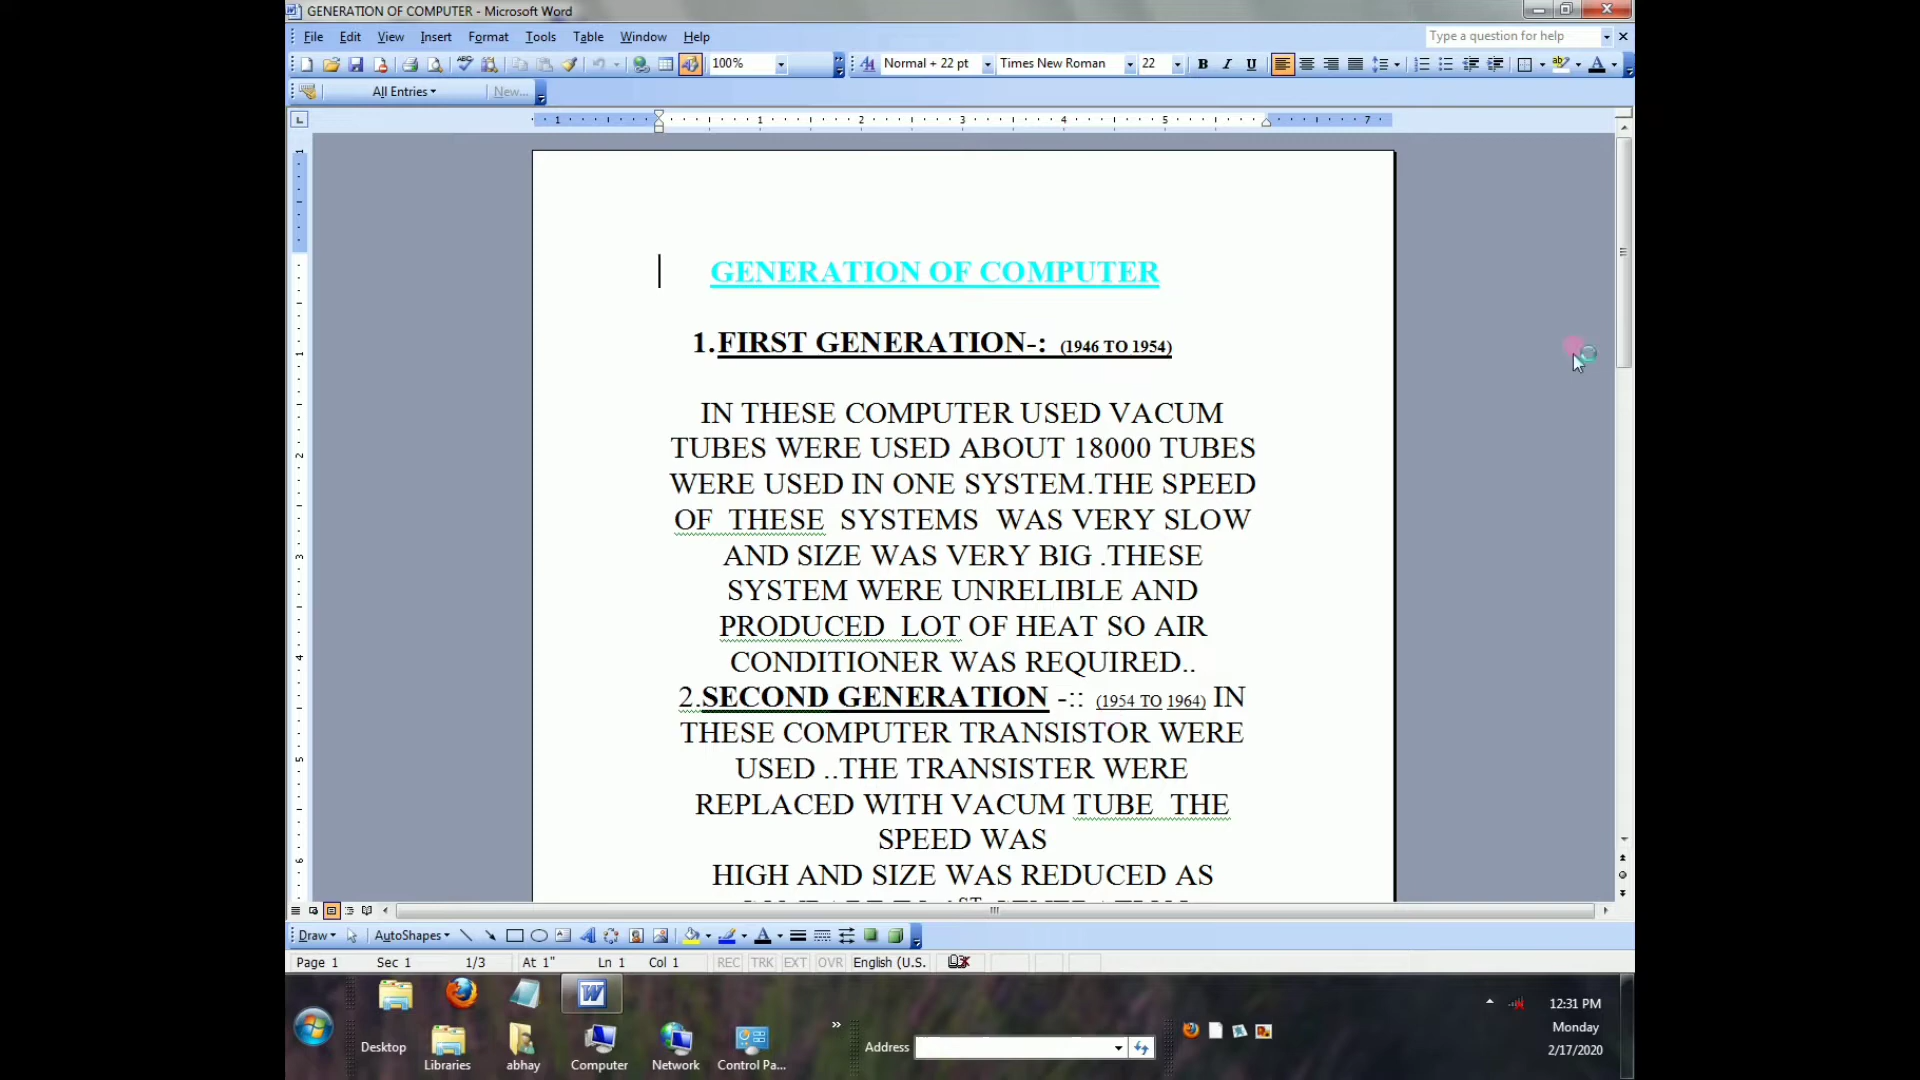 GENERATION OF COMPUTER - Microsoft Word
File Edit View Insert Format Tools Table Window Help
Type a question for help
100%
Normal + 22 pt
Times New Roman
22
All Entries
New...
1 1 2 3 4 5 7
GENERATION OF COMPUTER
1.FIRST GENERATION-: (1946 TO 1954)
IN THESE COMPUTER USED VACUM
TUBES WERE USED ABOUT 18000 TUBES
WERE USED IN ONE SYSTEM.THE SPEED
OF THESE SYSTEMS WAS VERY SLOW
AND SIZE WAS VERY BIG .THESE
SYSTEM WERE UNRELIBLE AND
PRODUCED LOT OF HEAT SO AIR
CONDITIONER WAS REQUIRED..
2.SECOND GENERATION -:: (1954 TO 1964) IN
THESE COMPUTER TRANSISTOR WERE
USED ..THE TRANSISTER WERE
REPLACED WITH VACUM TUBE THE
SPEED WAS
HIGH AND SIZE WAS REDUCED AS
Draw AutoShapes
Page 1 Sec 1 1/3 At 1" Ln 1 Col 1 REC TRK EXT OVR English (U.S.
Desktop
Libraries
abhay
Computer
Network
Control Pa...
Address
12:31 PM
Monday
2/17/2020